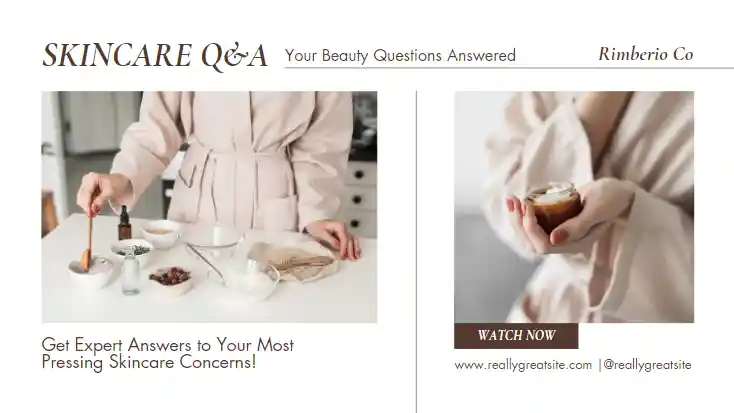 SKINCARE Q&A
Your Beauty Questions Answered
Rimberio Co
Get Expert Answers to Your Most
Pressing Skincare Concerns!
WATCH NOW
www.reallygreatsite.com |@reallygreatsite